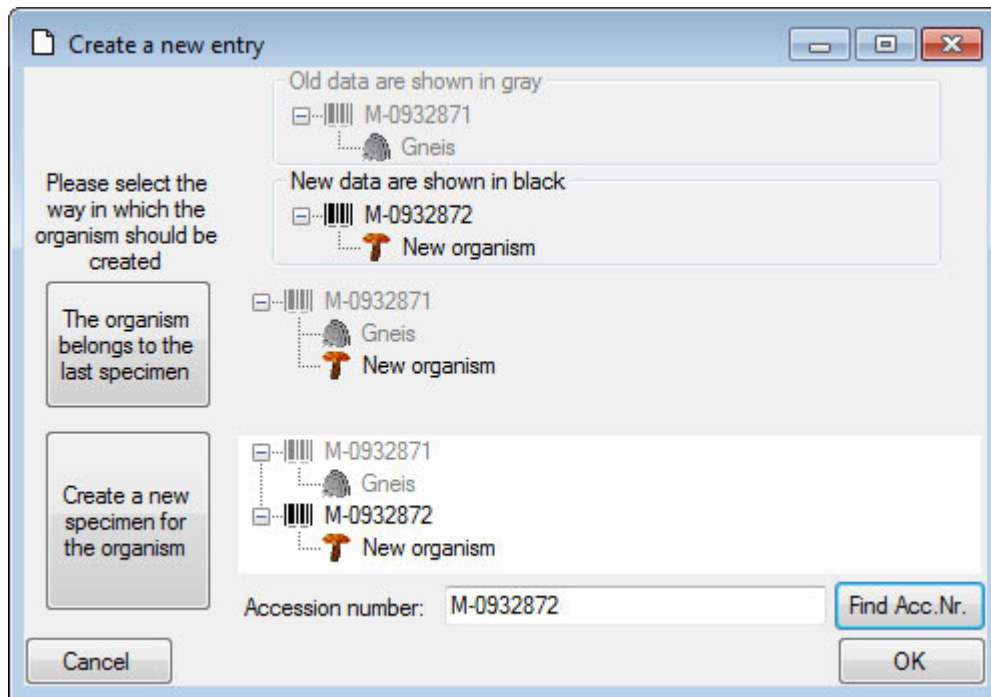 Create a new entry
Old data are shown in gray
M-0932871
Gneis
Please select the
way in which the
organism should be
created
New data are shown in black
M-0932872
New organism
The organism
belongs to the
last specimen
M-0932871
Gneis
New organism
Create a new
specimen for
the organism
M-0932871
Gneis
M-0932872
New organism
Accession number: M-0932872 Find Acc.Nr.
Cancel OK